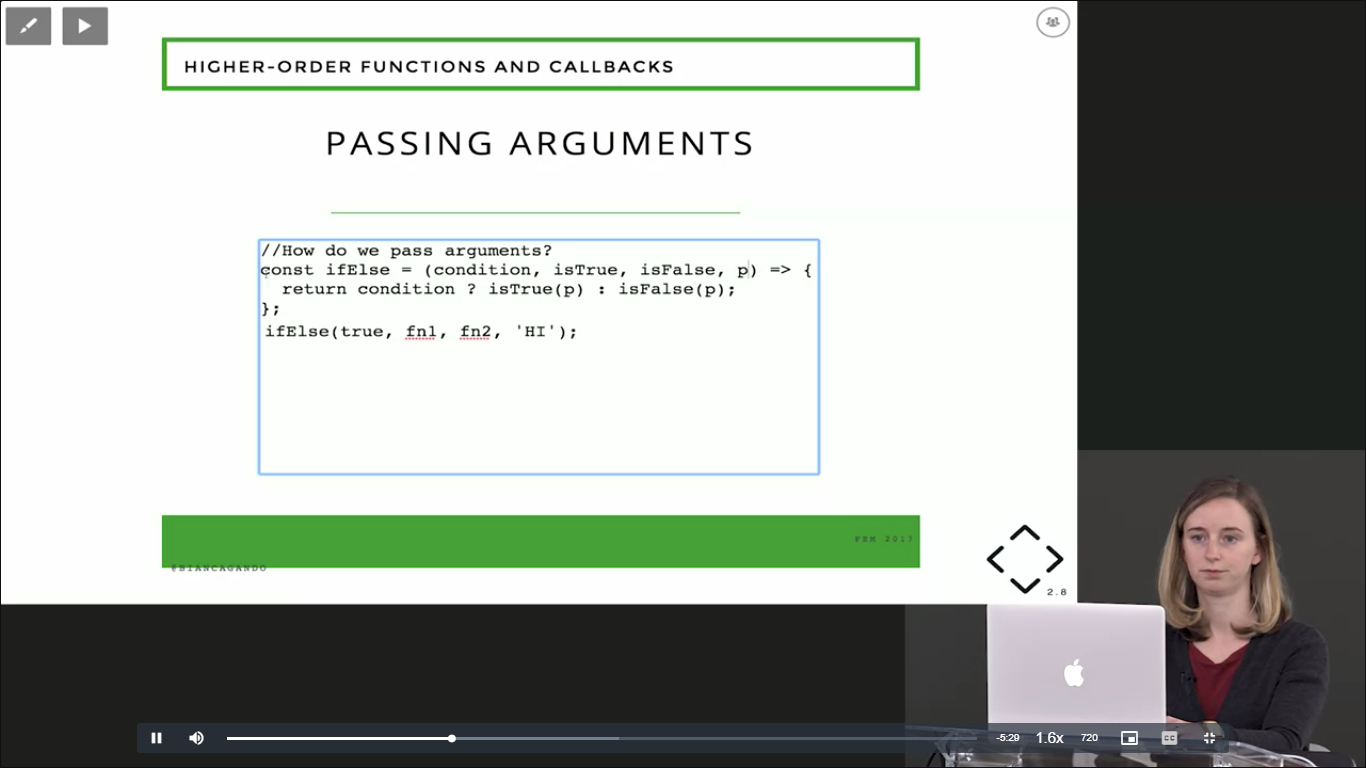 HIGHER-ORDER FUNCTIONS AND CALLBACKS
PASSING ARGUMENTS
//How do we pass arguments?
const ifElse = (condition, isTrue, isFalse, p) => {
  return condition ? isTrue(p) : isFalse(p);
};
ifElse(true, fn1, fn2, 'HI');
FEM 2017
@BIANCAGANDO
2.8
-5:29
1.6x
720
CC